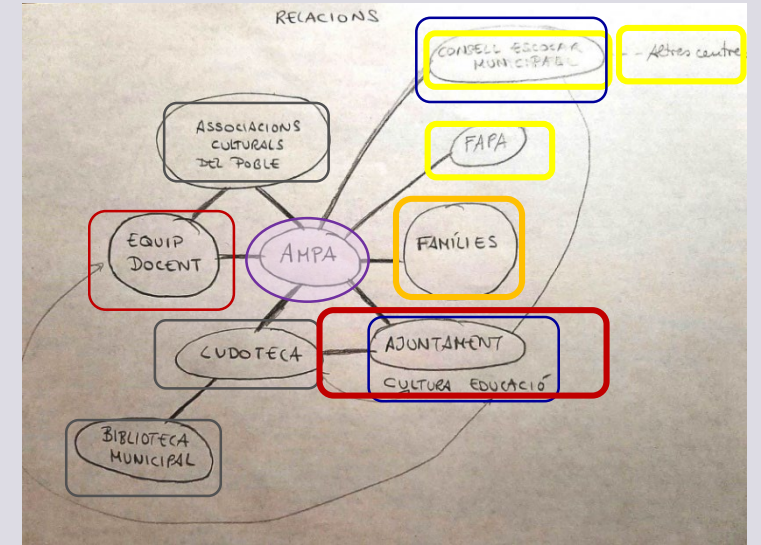 RELACIONS
CONSELL ESCOLAR
MUNICIPAL
-- Altres centre
ASSOCIACIONS
CULTURALS
DEL POBLE
FAPA
EQUIP
DOCENT
AMPA
FAMÍLIES
LUDOTECA
AJUNTAMENT
CULTURA EDUCACIÓ
BIBLIOTECA
MUNICIPAL